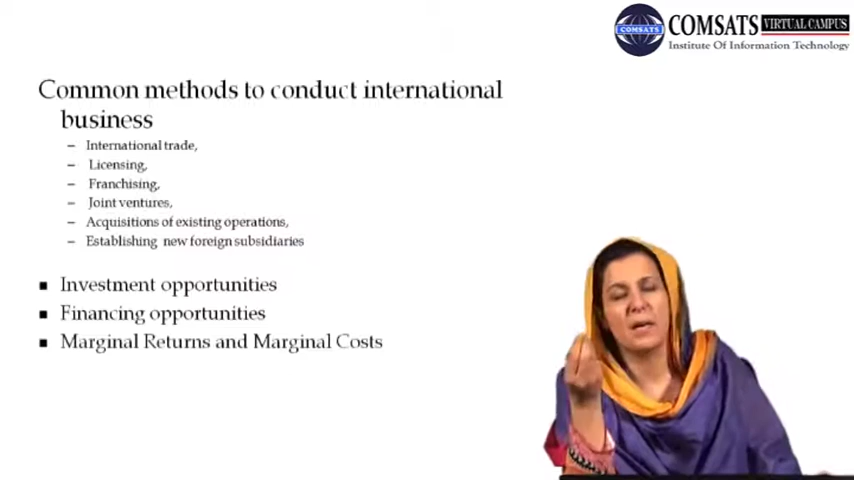 COMSATS VIRTUAL CAMPUS
COMSATS Institute Of Information Technology
Common methods to conduct international
business
– International trade,
– Licensing,
– Franchising,
– Joint ventures,
– Acquisitions of existing operations,
– Establishing new foreign subsidiaries
■ Investment opportunities
■ Financing opportunities
■ Marginal Returns and Marginal Costs